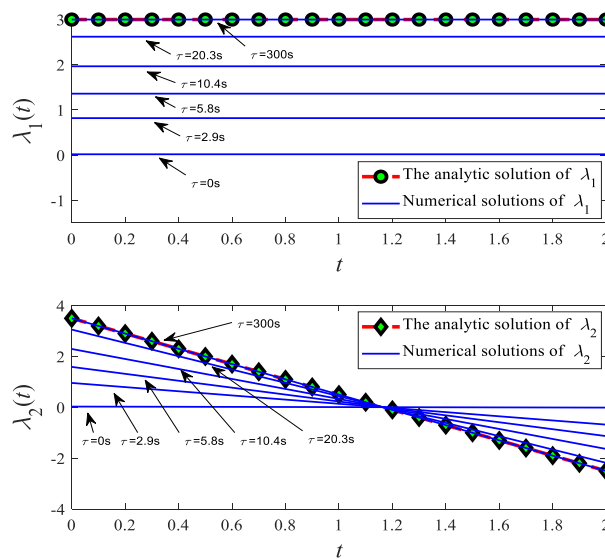 3
2
1
0
-1
λ1(t)
τ=20.3s
τ=300s
τ=10.4s
τ=5.8s
τ=2.9s
τ=0s
The analytic solution of λ1
Numerical solutions of λ1
0 0.2 0.4 0.6 0.8 1 1.2 1.4 1.6 1.8 2.0
t
4
2
0
-2
-4
λ2(t)
τ=300s
The analytic solution of λ2
Numerical solutions of λ2
τ=0s τ=2.9s τ=5.8s τ=10.4s τ=20.3s
0 0.2 0.4 0.6 0.8 1 1.2 1.4 1.6 1.8 2.0
t